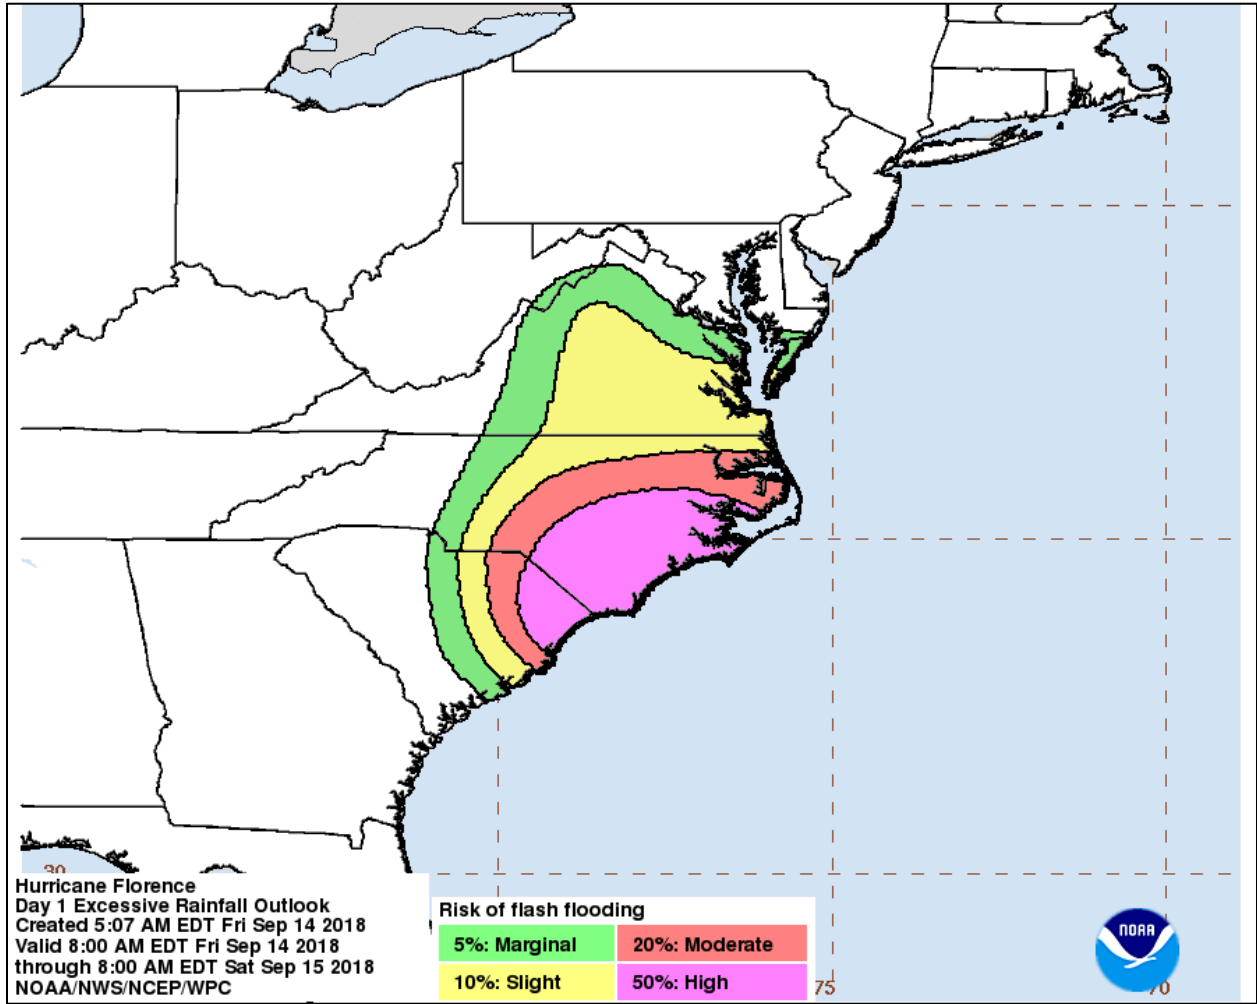 30
Hurricane Florence
Day 1 Excessive Rainfall Outlook
Created 5:07 AM EDT Fri Sep 14 2018
Valid 8:00 AM EDT Fri Sep 14 2018
through 8:00 AM EDT Sat Sep 15 2018
NOAA/NWS/NCEP/WPC
Risk of flash flooding
5%: Marginal
20%: Moderate
10%: Slight
50%: High
75
70
NOAA